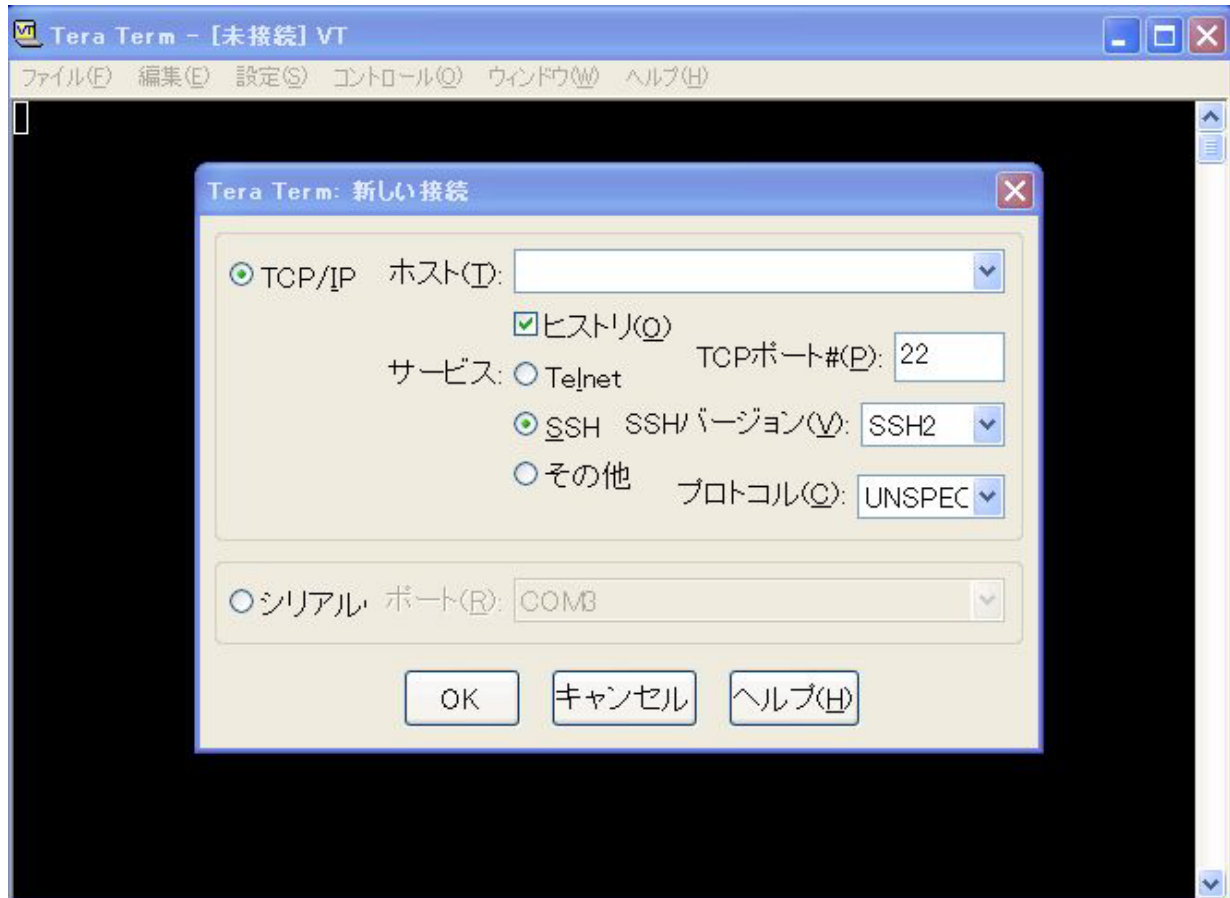 Tera Term - [未接続] VT
ファイル(F) 編集(E) 設定(S) コントロール(O) ウィンドウ(W) ヘルプ(H)
Tera Term: 新しい接続
TCP/IP ホスト(T):
ヒストリ(O)
サービス: Telnet TCPポート#(P): 22
SSH SSHバージョン(V): SSH2
その他 プロトコル(C): UNSPEC
シリアル ポート(R): COM3
OK キャンセル ヘルプ(H)